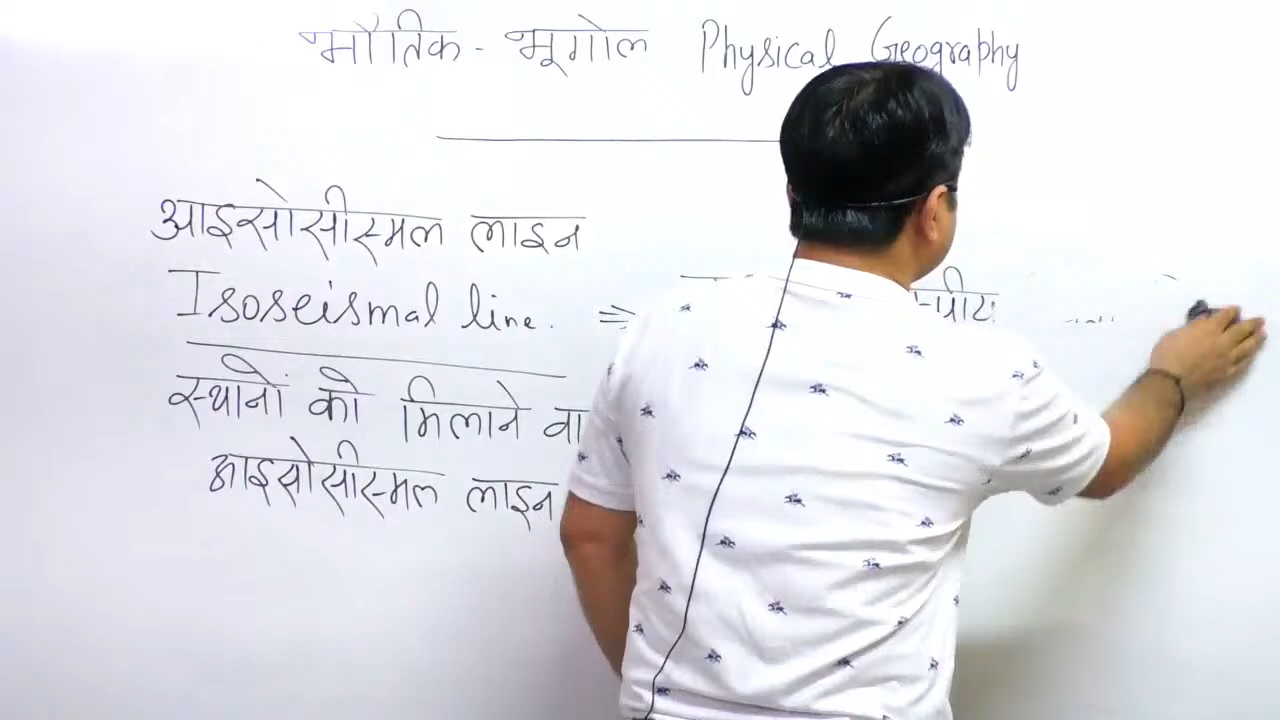 भौतिक - भूगोल Physical Geography
आइसोसीस्मल लाइन
Isoseismal line. ⇒
स्थानों को मिलाने वा
आइसोसीस्मल लाइन